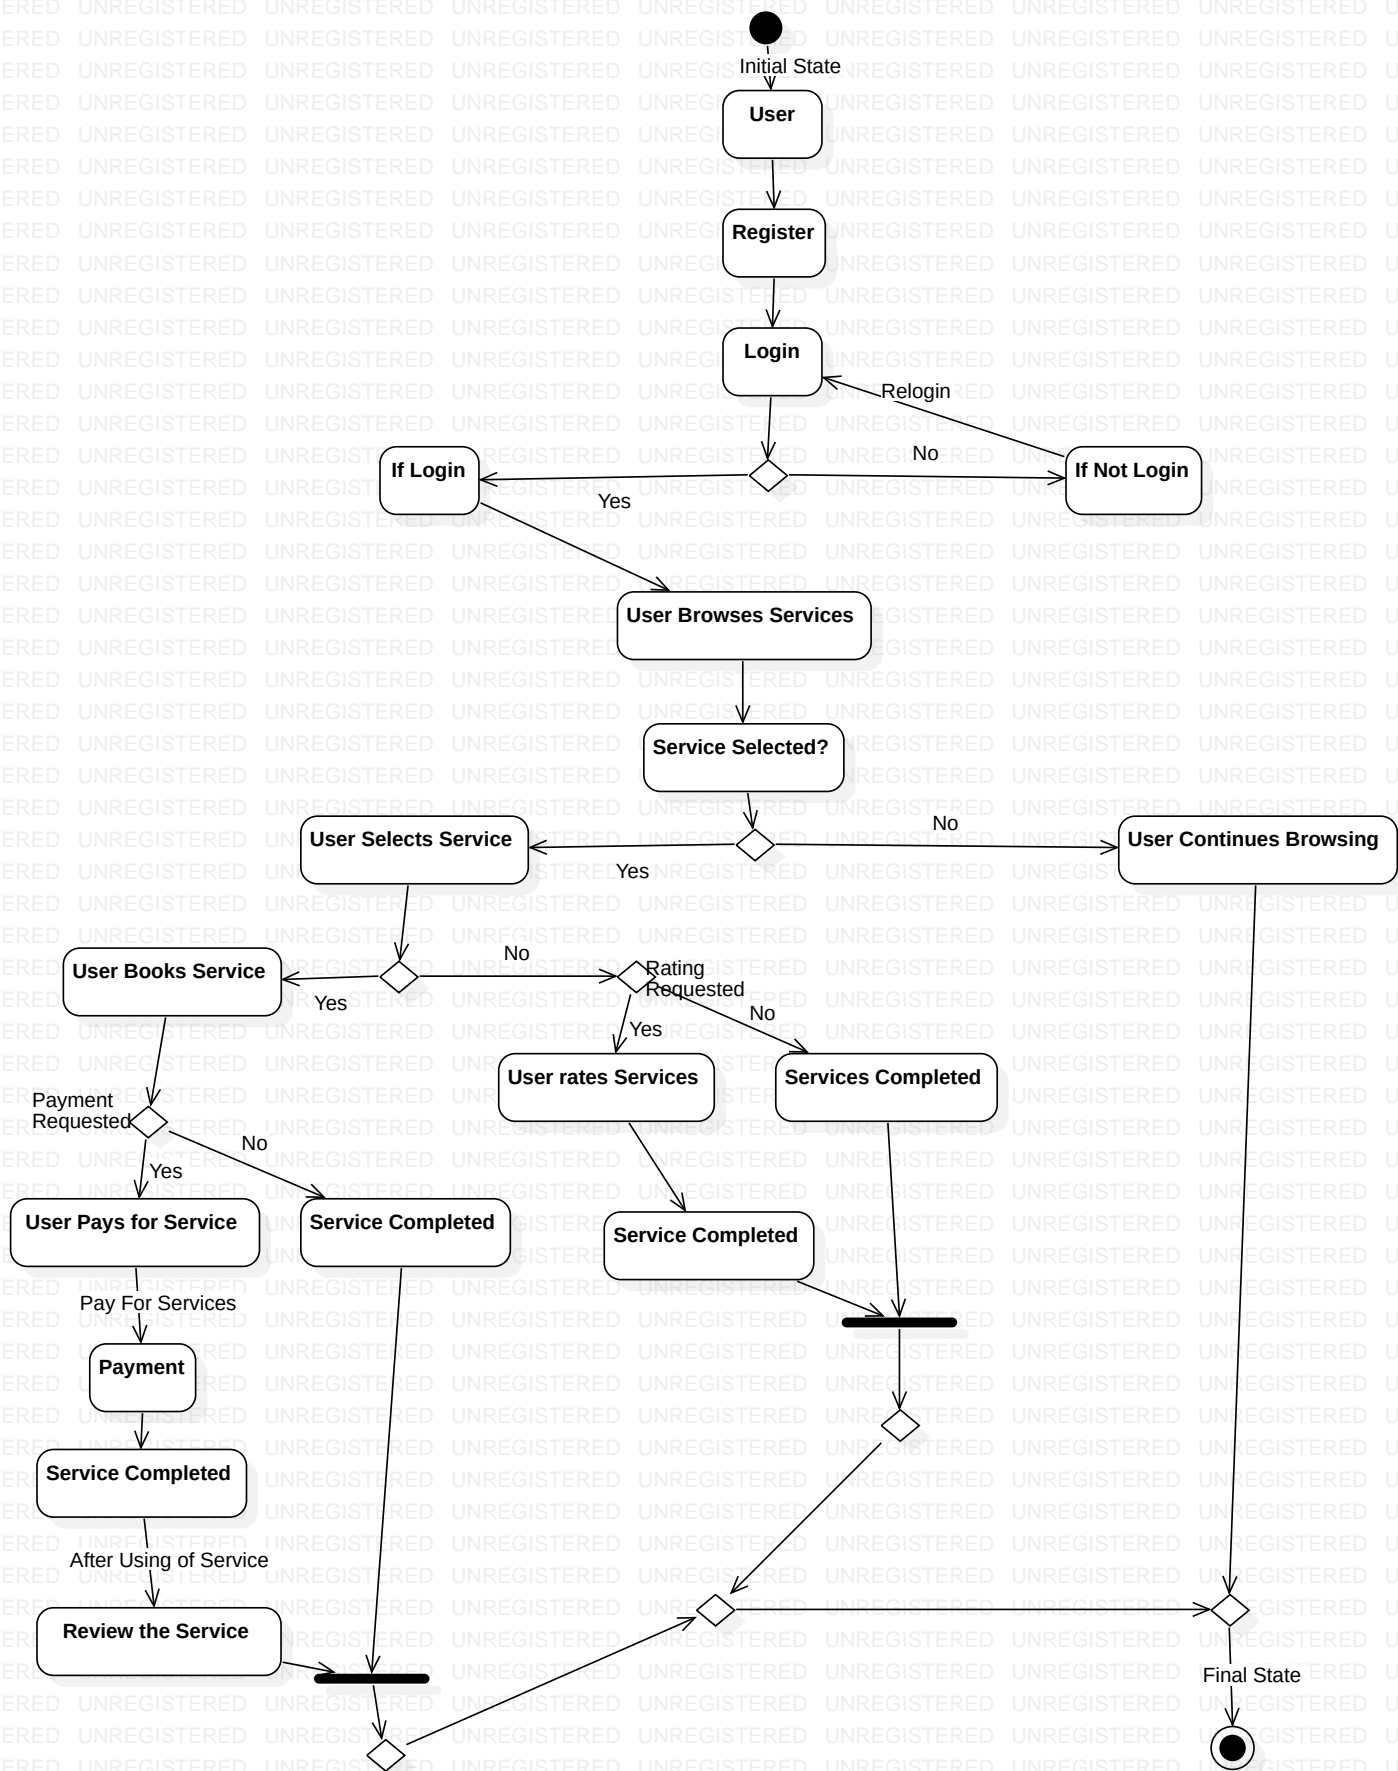 Initial State
User
Register
Login
Relogin
No
If Login
If Not Login
Yes
User Browses Services
Service Selected?
No
User Selects Service
User Continues Browsing
Yes
No
Rating
Requested
User Books Service
Yes
No
Yes
User rates Services
Services Completed
Payment
Requested
No
Yes
User Pays for Service
Service Completed
Service Completed
Pay For Services
Payment
Service Completed
After Using of Service
Review the Service
Final State
UNREGISTERED